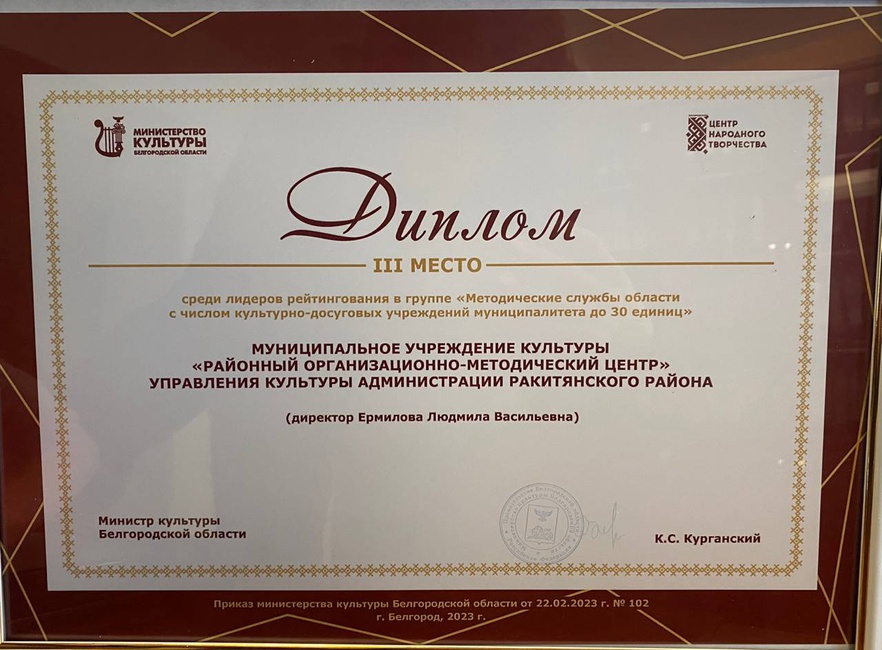 МИНИСТЕРСТВО
КУЛЬТУРЫ
БЕЛГОРОДСКОЙ ОБЛАСТИ
ЦЕНТР
НАРОДНОГО
ТВОРЧЕСТВА
Диплом
III МЕСТО
среди лидеров рейтингования в группе «Методические службы области
с числом культурно-досуговых учреждений муниципалитета до 30 единиц»
МУНИЦИПАЛЬНОЕ УЧРЕЖДЕНИЕ КУЛЬТУРЫ
«РАЙОННЫЙ ОРГАНИЗАЦИОННО-МЕТОДИЧЕСКИЙ ЦЕНТР»
УПРАВЛЕНИЯ КУЛЬТУРЫ АДМИНИСТРАЦИИ РАКИТЯНСКОГО РАЙОНА
(директор Ермилова Людмила Васильевна)
Министр культуры
Белгородской области
К.С. Курганский
Приказ министерства культуры Белгородской области от 22.02.2023 г. № 102
г. Белгород, 2023 г.